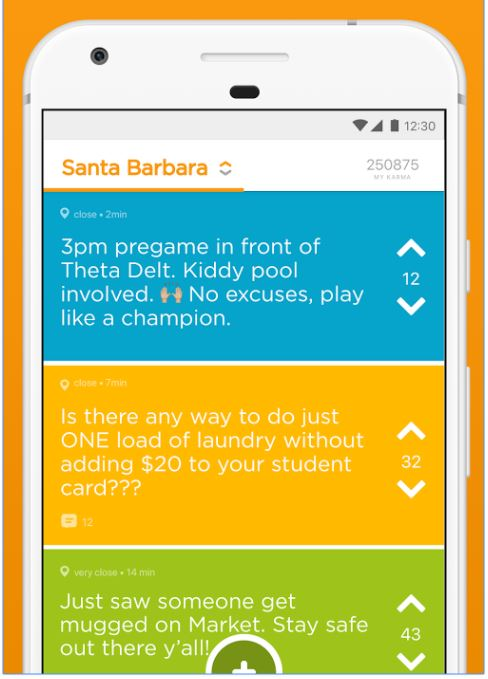 12:30
Santa Barbara
250875
MY KARMA
close • 2min
3pm pregame in front of
Theta Delt. Kiddy pool
involved. 🙌🏼 No excuses, play
like a champion.
12
close • 7min
Is there any way to do just
ONE load of laundry without
adding $20 to your student
card???
32
12
very close • 14 min
Just saw someone get
mugged on Market. Stay safe
out there y'all!
43